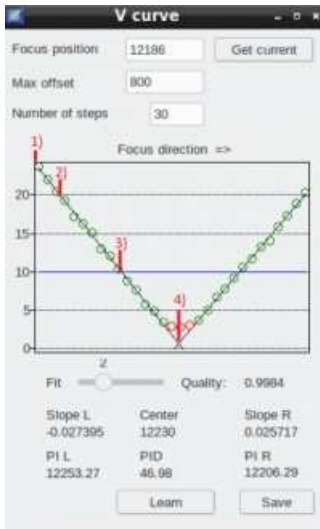 V curve
Focus position 12186 Get current
Max offset 800
Number of steps 30
1) Focus direction =>
2)
20
15
3)
10
4)
5
0
2
Fit Quality: 0.9984
Slope L Center Slope R
-0.027395 12230 0.025717
PI L PID PI R
12253.27 46.98 12206.29
Learn Save